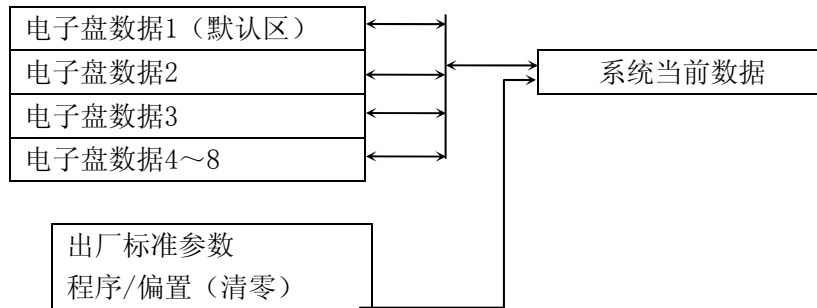 电子盘数据1（默认区）
电子盘数据2
电子盘数据3
电子盘数据4～8
系统当前数据
出厂标准参数
程序/偏置（清零）